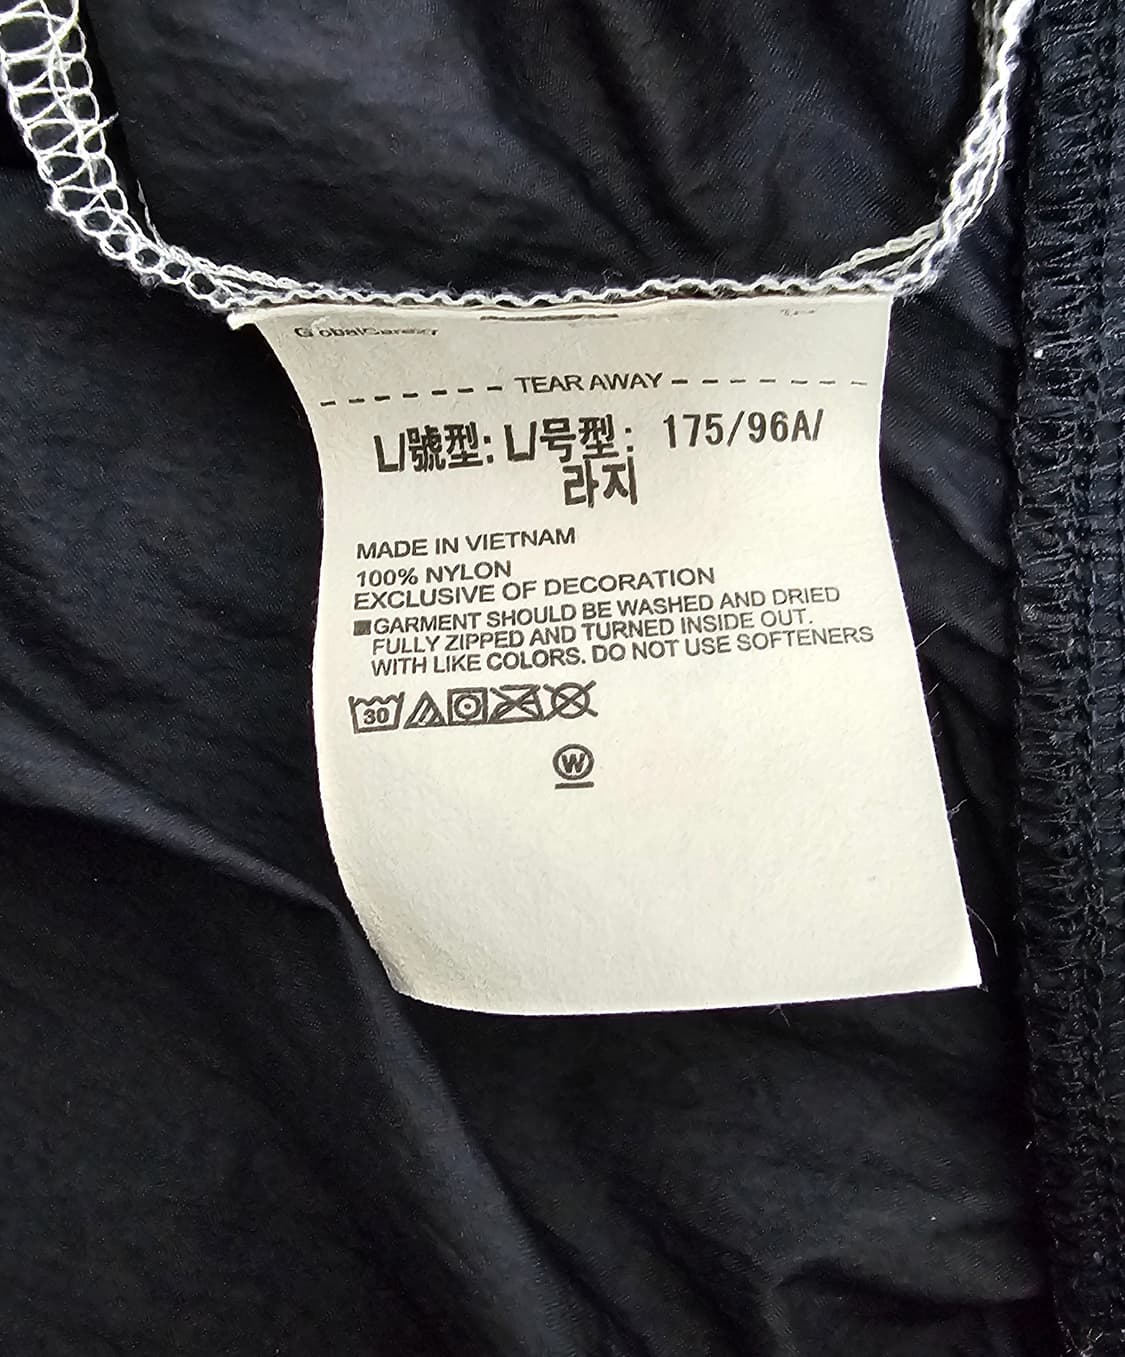 TEAR AWAY
L/號型: L/号型: 175/96A/
라지
MADE IN VIETNAM
100% NYLON
EXCLUSIVE OF DECORATION
■GARMENT SHOULD BE WASHED AND DRIED
FULLY ZIPPED AND TURNED INSIDE OUT.
WITH LIKE COLORS. DO NOT USE SOFTENERS
30
W